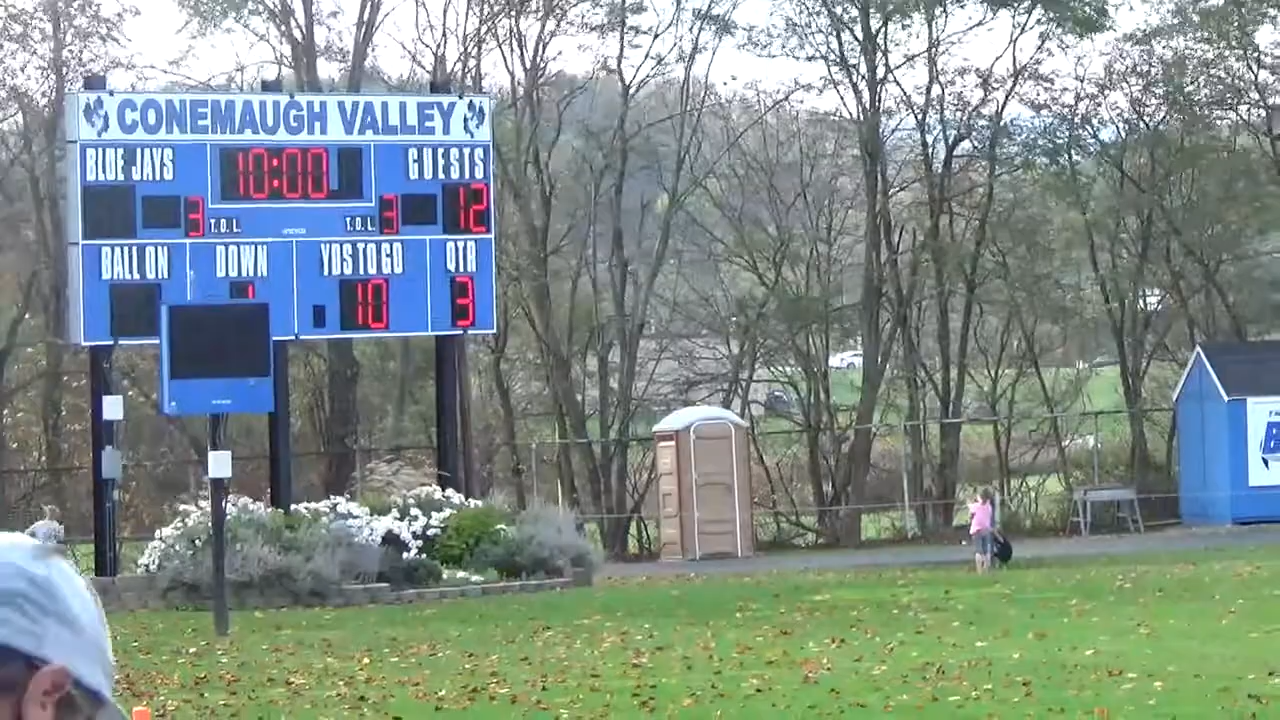 CONEMAUGH VALLEY
BLUE JAYS 10:00 GUESTS
3 T.O.L. T.O.L. 3 12
BALL ON DOWN YDS TO GO QTR
1 10 3